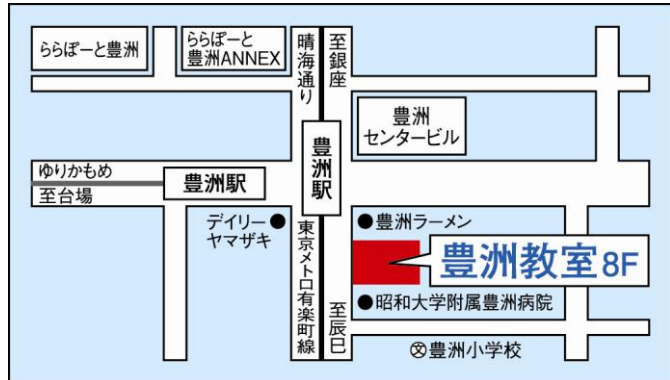 ららぽーと豊洲
ららぽーと
豊洲ANNEX
晴海通り
至銀座
豊洲
センタービル
ゆりかもめ
至台場
豊洲駅
豊洲駅
デイリー
ヤマザキ
東京メトロ有楽町線
至辰巳
豊洲ラーメン
豊洲教室8F
昭和大学附属豊洲病院
文豊洲小学校